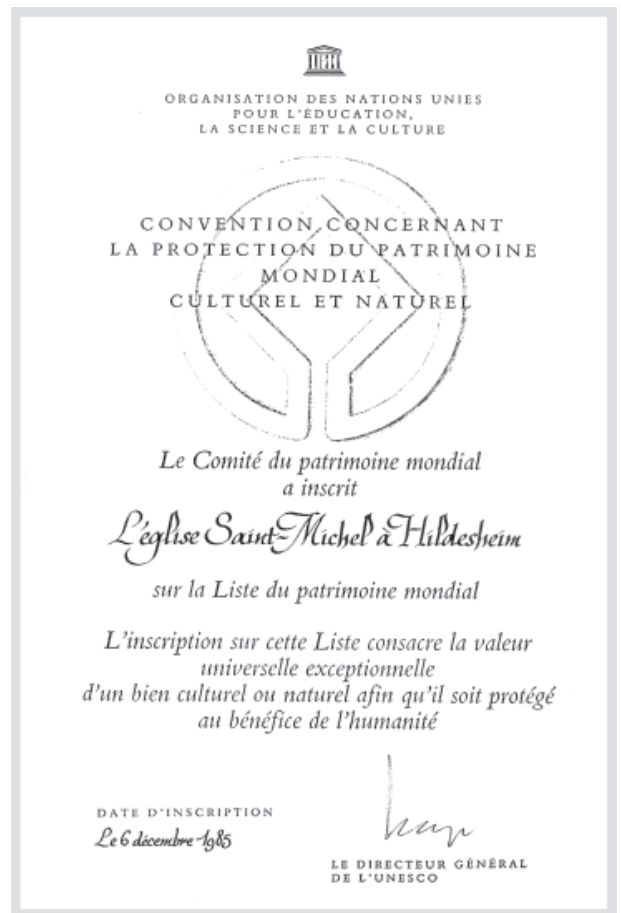 ORGANISATION DES NATIONS UNIES
POUR L'ÉDUCATION,
LA SCIENCE ET LA CULTURE
CONVENTION CONCERNANT
LA PROTECTION DU PATRIMOINE
MONDIAL
CULTUREL ET NATUREL
Le Comité du patrimoine mondial
a inscrit
L'église Saint-Michel à Hildesheim
sur la Liste du patrimoine mondial
L'inscription sur cette Liste consacre la valeur
universelle exceptionnelle
d'un bien culturel ou naturel afin qu'il soit protégé
au bénéfice de l'humanité
DATE D'INSCRIPTION
Le 6 décembre 1985
LE DIRECTEUR GÉNÉRAL
DE L'UNESCO